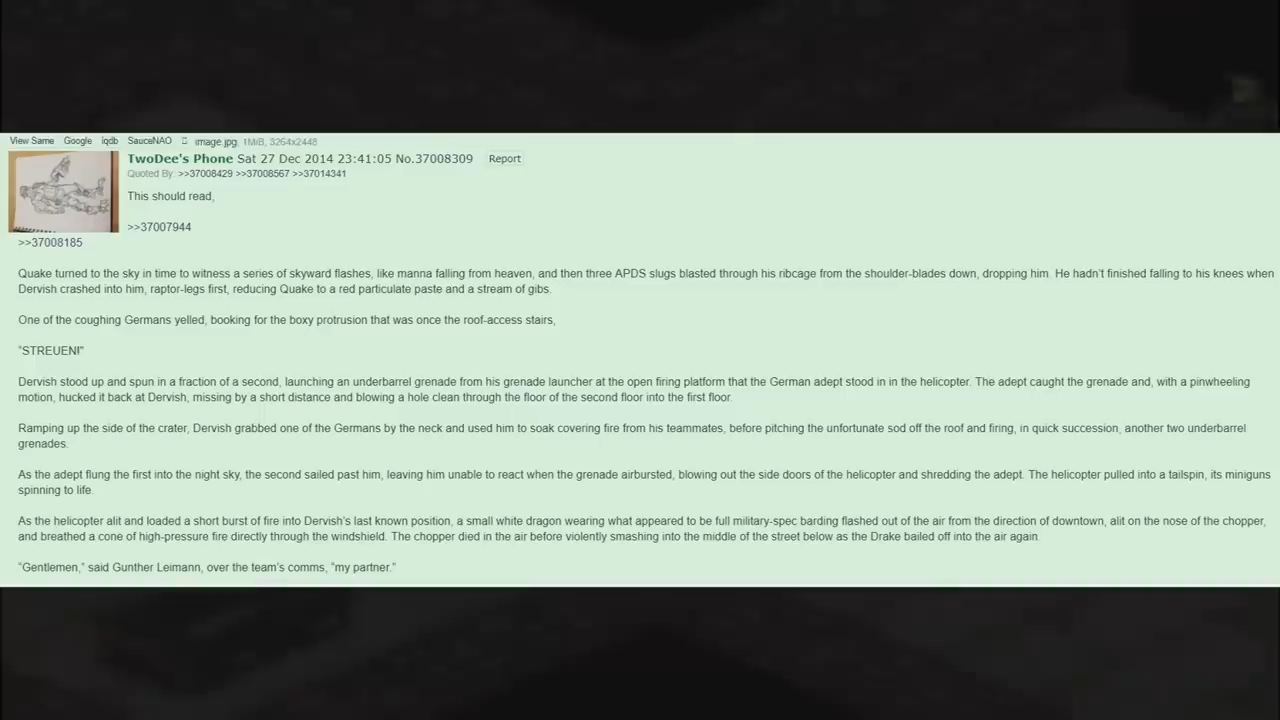 View Same Google iqdb SauceNAO image.jpg, 1MiB, 3264x2448
TwoDee's Phone Sat 27 Dec 2014 23:41:05 No.37008309 Report
Quoted By: >>37008429 >>37008567 >>37014341
This should read,
>>37007944
>>37008185
Quake turned to the sky in time to witness a series of skyward flashes, like manna falling from heaven, and then three APDS slugs blasted through his ribcage from the shoulder-blades down, dropping him. He hadn't finished falling to his knees when
Dervish crashed into him, raptor-legs first, reducing Quake to a red particulate paste and a stream of gibs.
One of the coughing Germans yelled, booking for the boxy protrusion that was once the roof-access stairs,
"STREUEN!"
Dervish stood up and spun in a fraction of a second, launching an underbarrel grenade from his grenade launcher at the open firing platform that the German adept stood in in the helicopter. The adept caught the grenade and, with a pinwheeling
motion, hucked it back at Dervish, missing by a short distance and blowing a hole clean through the floor of the second floor into the first floor.
Ramping up the side of the crater, Dervish grabbed one of the Germans by the neck and used him to soak covering fire from his teammates, before pitching the unfortunate sod off the roof and firing, in quick succession, another two underbarrel
grenades.
As the adept flung the first into the night sky, the second sailed past him, leaving him unable to react when the grenade airbursted, blowing out the side doors of the helicopter and shredding the adept. The helicopter pulled into a tailspin, its miniguns
spinning to life.
As the helicopter alit and loaded a short burst of fire into Dervish's last known position, a small white dragon wearing what appeared to be full military-spec barding flashed out of the air from the direction of downtown, alit on the nose of the chopper,
and breathed a cone of high-pressure fire directly through the windshield. The chopper died in the air before violently smashing into the middle of the street below as the Drake bailed off into the air again.
"Gentlemen," said Gunther Leimann, over the team's comms, "my partner."